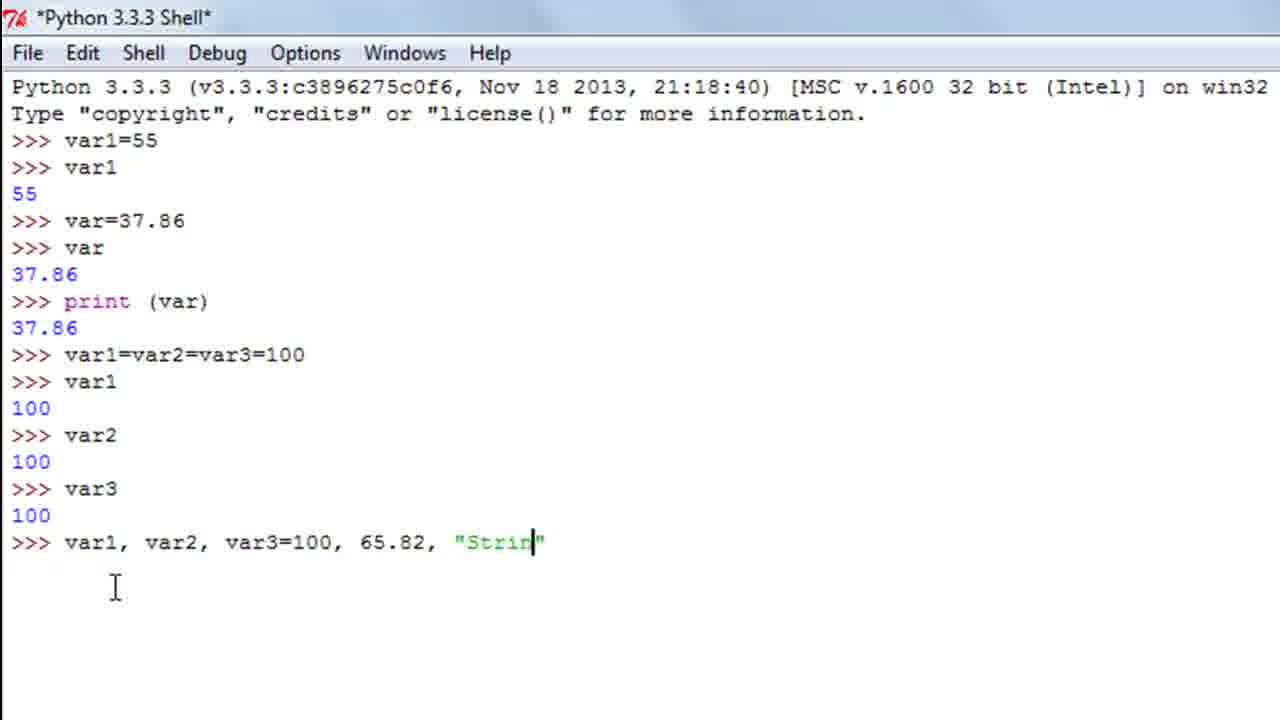 *Python 3.3.3 Shell*
File Edit Shell Debug Options Windows Help
Python 3.3.3 (v3.3.3:c3896275c0f6, Nov 18 2013, 21:18:40) [MSC v.1600 32 bit (Intel)] on win32
Type "copyright", "credits" or "license()" for more information.
>>> var1=55
>>> var1
55
>>> var=37.86
>>> var
37.86
>>> print (var)
37.86
>>> var1=var2=var3=100
>>> var1
100
>>> var2
100
>>> var3
100
>>> var1, var2, var3=100, 65.82, "Strin"